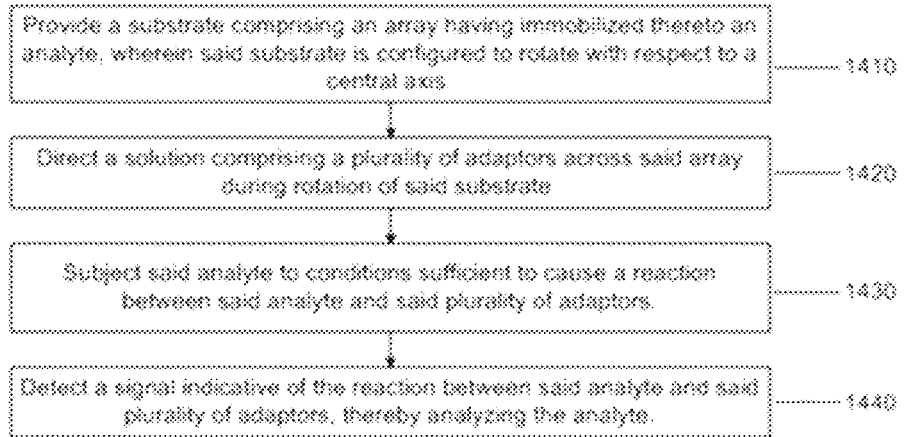 Provide a substrate comprising an array having immobilized thereto an
analyte, wherein said substrate is configured to rotate with respect to a
central axis
1410
Direct a solution comprising a plurality of adaptors across said array
during rotation of said substrate
1420
Subject said analyte to conditions sufficient to cause a reaction
between said analyte and said plurality of adaptors.
1430
Detect a signal indicative of the reaction between said analyte and said
plurality of adaptors, thereby analyzing the analyte.
1440